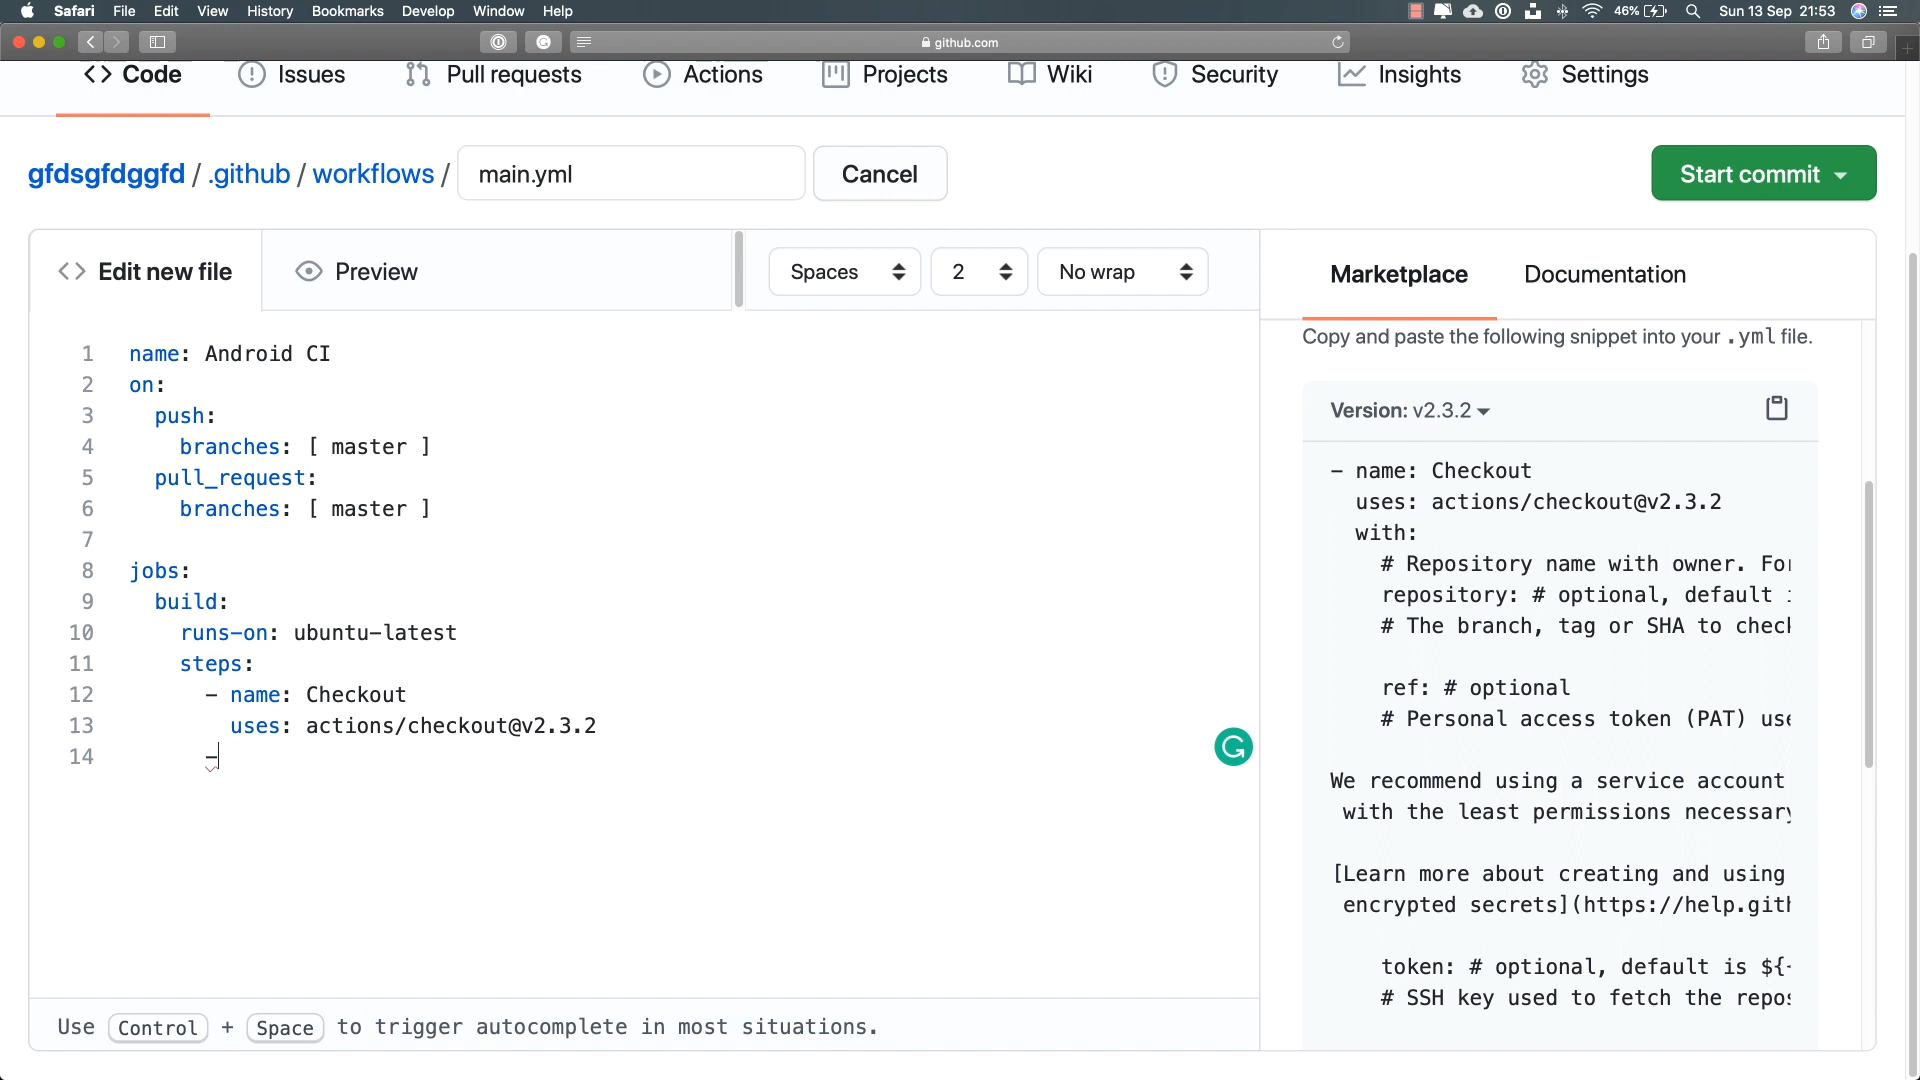 Safari File Edit View History Bookmarks Develop Window Help 46% Sun 13 Sep 21:53
github.com
Code Issues Pull requests Actions Projects Wiki Security Insights Settings
gfdsgfdggfd / .github / workflows / main.yml Cancel Start commit
Edit new file Preview Spaces 2 No wrap Marketplace Documentation
Copy and paste the following snippet into your .yml file.
Version: v2.3.2
1 name: Android CI
2 on:
3 push:
4 branches: [ master ]
5 pull_request:
6 branches: [ master ]
7
8 jobs:
9 build:
10 runs-on: ubuntu-latest
11 steps:
12 - name: Checkout
13 uses: actions/checkout@v2.3.2
14 -
- name: Checkout
uses: actions/checkout@v2.3.2
with:
# Repository name with owner. For
repository: # optional, default
# The branch, tag or SHA to check
ref: # optional
# Personal access token (PAT) use
We recommend using a service account
with the least permissions necessary
[Learn more about creating and using
encrypted secrets](https://help.gith
token: # optional, default is ${
# SSH key used to fetch the repos
Use Control + Space to trigger autocomplete in most situations.